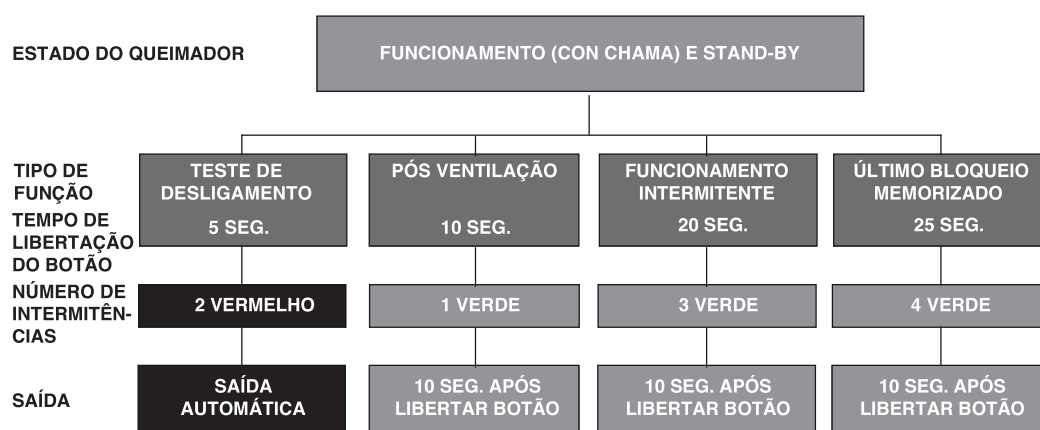 ESTADO DO QUEIMADOR
FUNCIONAMENTO (CON CHAMA) E STAND-BY
TIPO DE
FUNÇÃO
TESTE DE
DESLIGAMENTO
PÓS VENTILAÇÃO
FUNCIONAMENTO
INTERMITENTE
ÚLTIMO BLOQUEIO
MEMORIZADO
TEMPO DE
LIBERTAÇÃO
DO BOTÃO
5 SEG.
10 SEG.
20 SEG.
25 SEG.
NÚMERO DE
INTERMITÊN-
CIAS
2 VERMELHO
1 VERDE
3 VERDE
4 VERDE
SAÍDA
SAÍDA
AUTOMÁTICA
10 SEG. APÓS
LIBERTAR BOTÃO
10 SEG. APÓS
LIBERTAR BOTÃO
10 SEG. APÓS
LIBERTAR BOTÃO